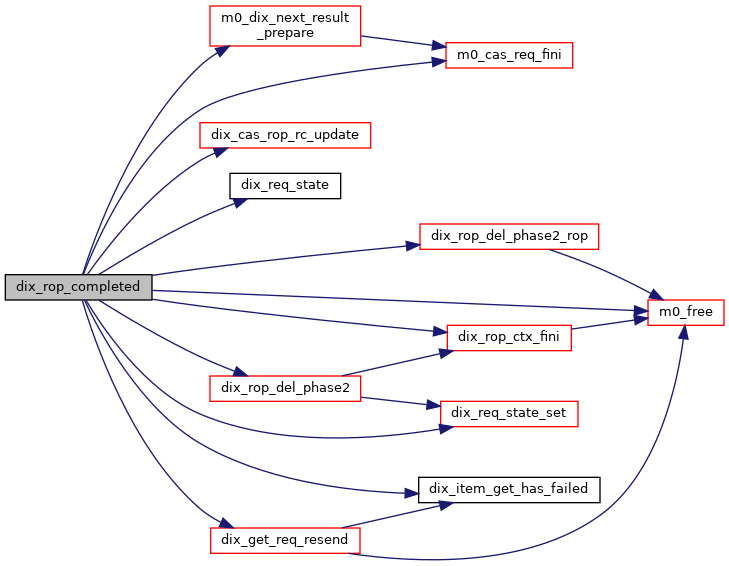 m0_dix_next_result
_prepare
m0_cas_req_fini
dix_cas_rop_rc_update
dix_req_state
dix_rop_del_phase2_rop
dix_rop_completed
m0_free
dix_rop_ctx_fini
dix_rop_del_phase2
dix_req_state_set
dix_item_get_has_failed
dix_get_req_resend